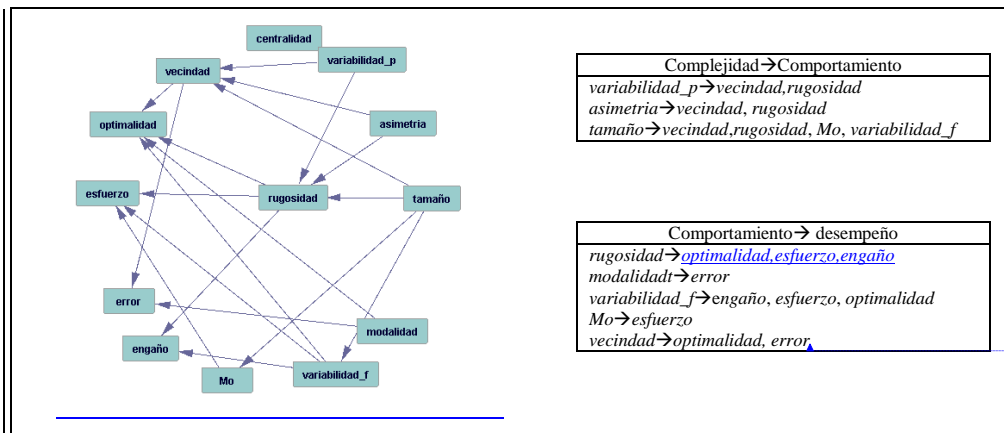 centralidad
variabilidad_p
vecindad
optimalidad
asimetria
esfuerzo
rugosidad
tamaño
error
modalidad
engaño
variabilidad_f
Mo
Complejidad→Comportamiento
variabilidad_p→vecindad,rugosidad
asimetria→vecindad, rugosidad
tamaño→vecindad,rugosidad, Mo, variabilidad_f
Comportamiento→ desempeño
rugosidad→optimalidad,esfuerzo,engaño
modalidadt→error
variabilidad_f→engaño, esfuerzo, optimalidad
Mo→esfuerzo
vecindad→optimalidad, error